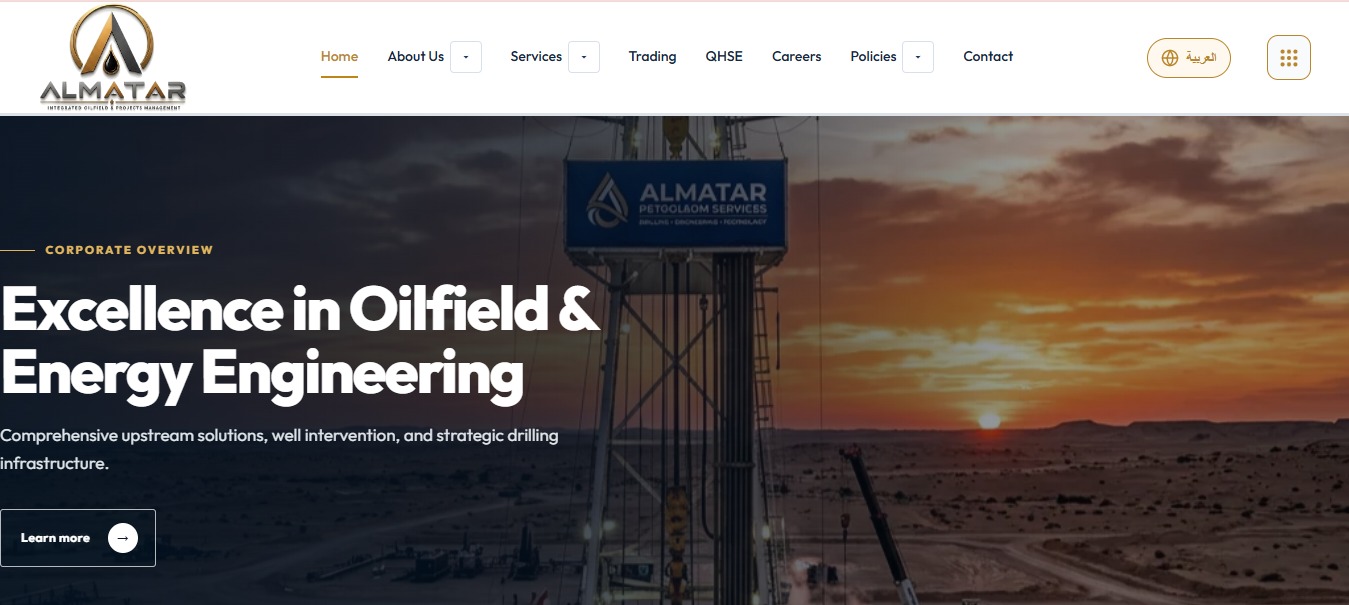 ALMATAR
INTEGRATED OILFIELD & PROJECTS MANAGEMENT
Home
About Us
Services
Trading
QHSE
Careers
Policies
Contact
العربية
ALMATAR
PETGOLAOM SERVICES
DRILLING • ENGINEERING • TECHNOLOGY
CORPORATE OVERVIEW
Excellence in Oilfield &
Energy Engineering
Comprehensive upstream solutions, well intervention, and strategic drilling
infrastructure.
Learn more →